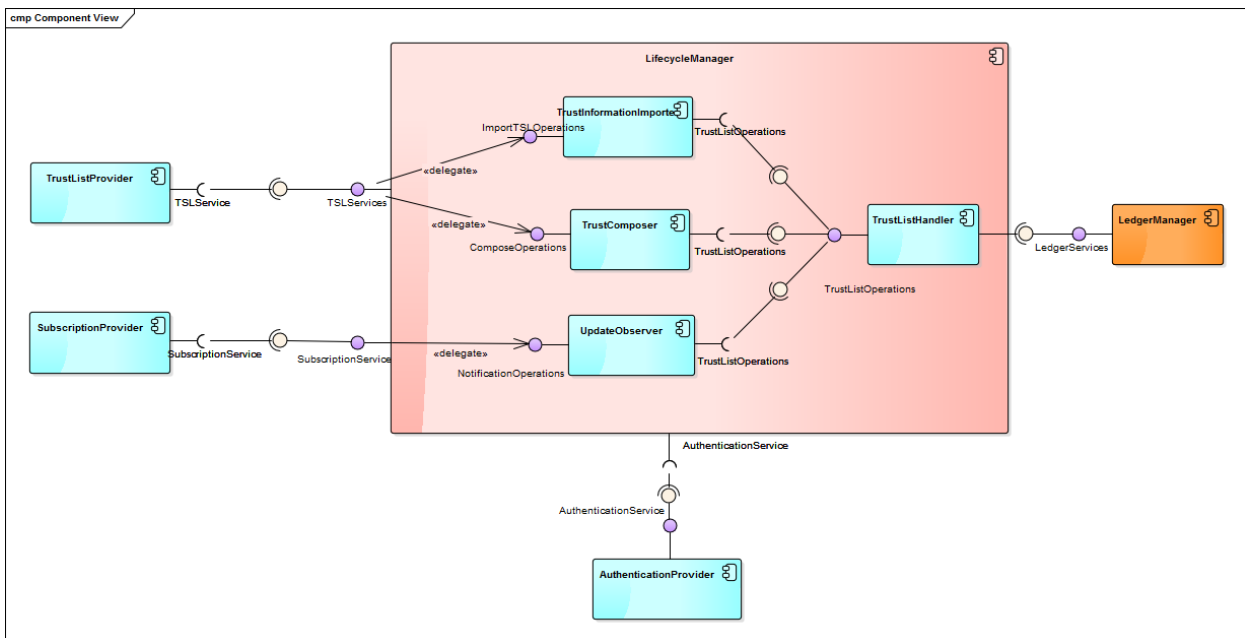 cmp Component View
LifecycleManager
TrustInformationImporte
ImportTSLOperations
TrustListOperations
«delegate»
TrustListProvider
TSLService
TSLServices
TrustComposer
TrustListHandler
LedgerManager
«delegate»
ComposeOperations
TrustListOperations
LedgerServices
TrustListOperations
SubscriptionProvider
UpdateObserver
SubscriptionService
SubscriptionService
«delegate»
NotificationOperations
TrustListOperations
AuthenticationService
AuthenticationService
AuthenticationProvider